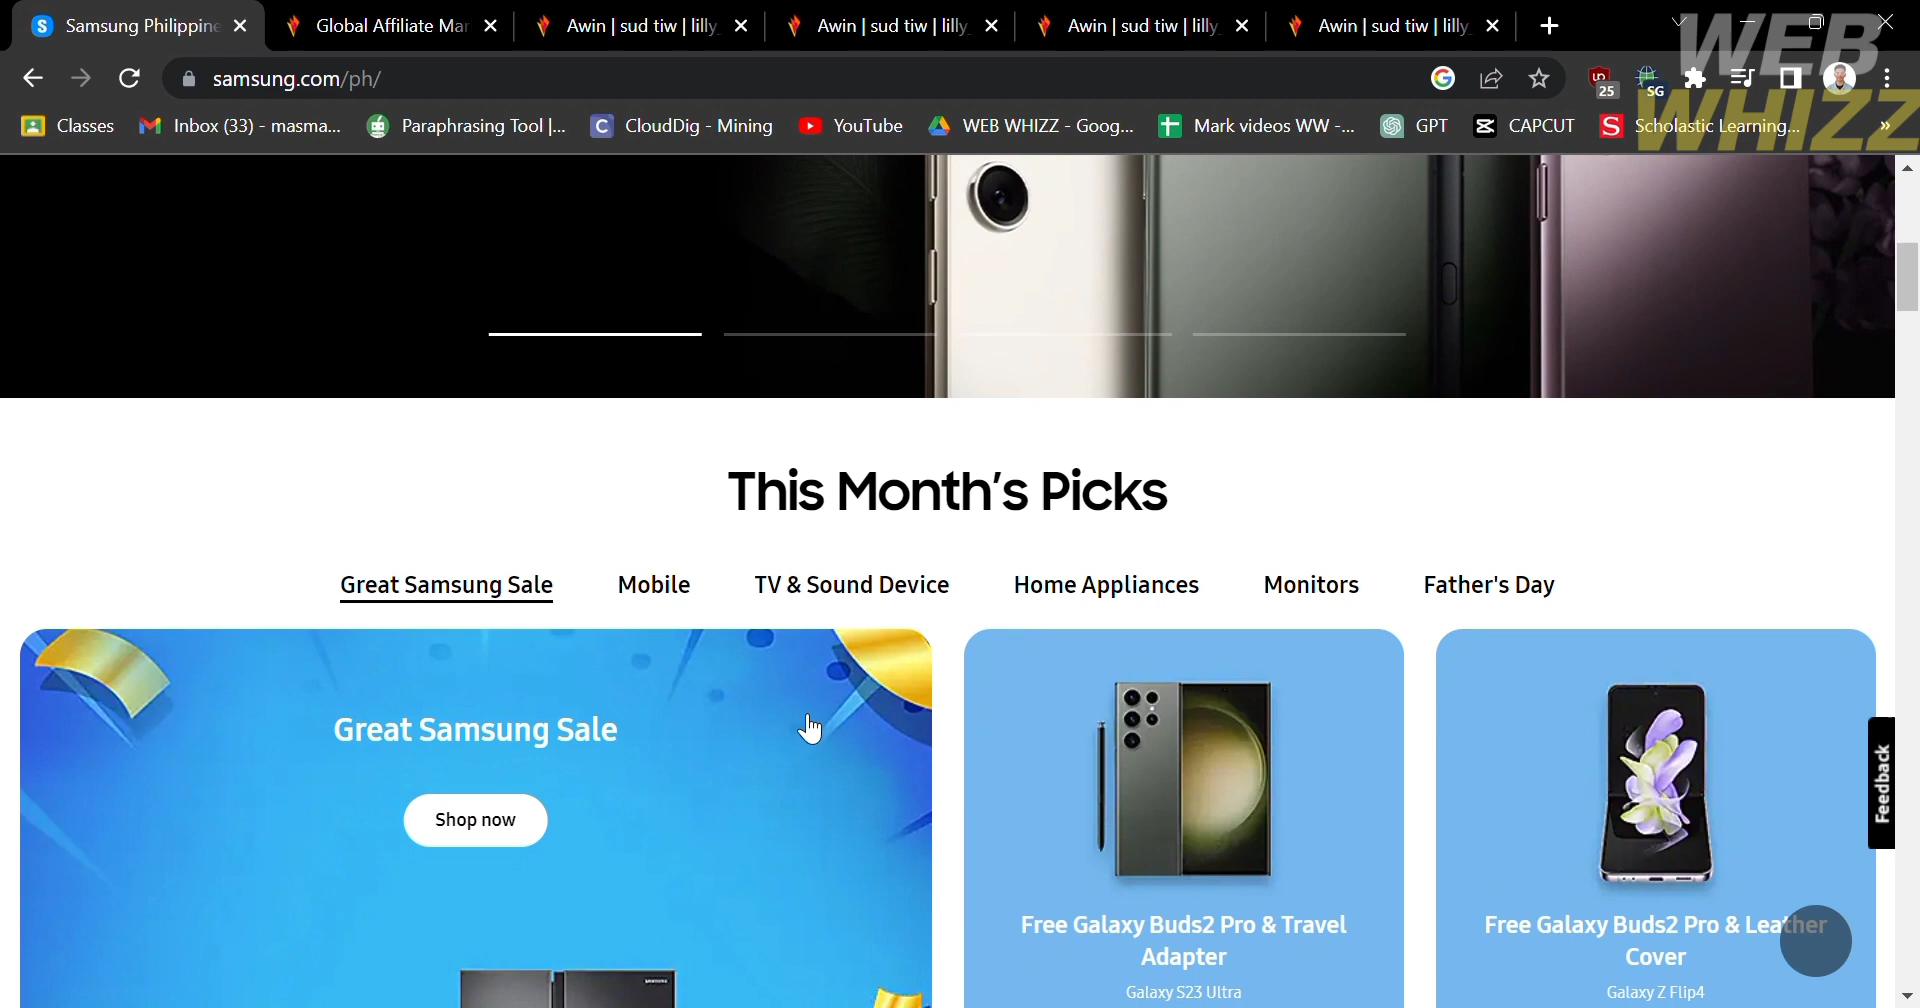 Samsung Philippine
Global Affiliate Mar
Awin | sud tiw | lilly
Awin | sud tiw | lilly
Awin | sud tiw | lilly
Awin | sud tiw | lilly
WEB
WHIZZ
samsung.com/ph/
25
SG
Classes
Inbox (33) - masma...
Paraphrasing Tool |...
CloudDig - Mining
YouTube
WEB WHIZZ - Goog...
Mark videos WW -...
GPT
CAPCUT
Scholastic Learning...
»
This Month's Picks
Great Samsung Sale
Mobile
TV & Sound Device
Home Appliances
Monitors
Father's Day
Great Samsung Sale
Shop now
SAMSUNG
Free Galaxy Buds2 Pro & Travel
Adapter
Galaxy S23 Ultra
Free Galaxy Buds2 Pro & Leather
Cover
Galaxy Z Flip4
Feedback